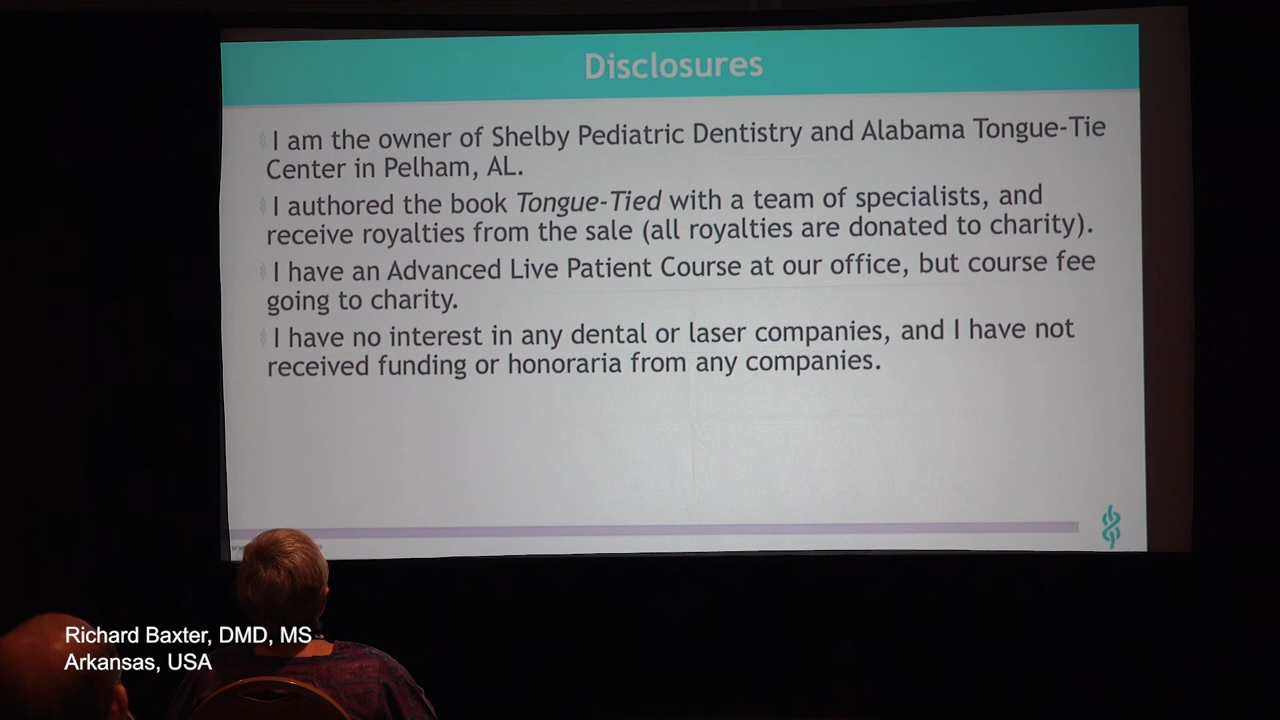 Disclosures
I am the owner of Shelby Pediatric Dentistry and Alabama Tongue-Tie
Center in Pelham, AL.
I authored the book Tongue-Tied with a team of specialists, and
receive royalties from the sale (all royalties are donated to charity).
I have an Advanced Live Patient Course at our office, but course fee
going to charity.
I have no interest in any dental or laser companies, and I have not
received funding or honoraria from any companies.
Richard Baxter, DMD, MS
Arkansas, USA